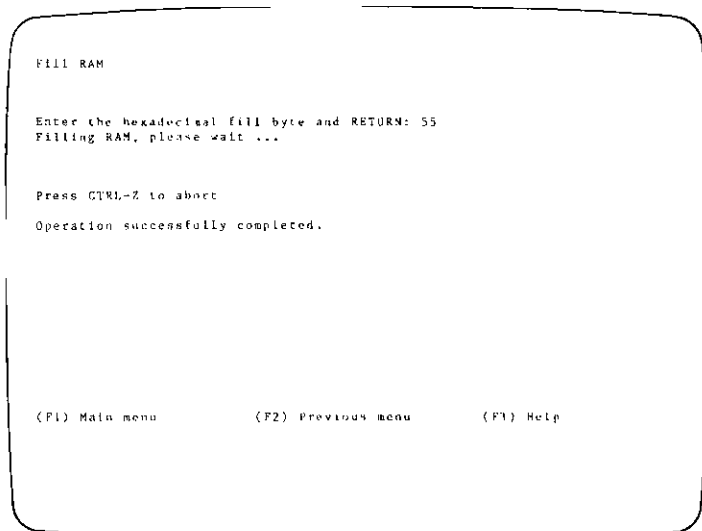 Fill RAM
Enter the hexadecimal fill byte and RETURN: 55
Filling RAM, please wait ...
Press CTRL-Z to abort
Operation successfully completed.
(F1) Main menu (F2) Previous menu (F3) Help